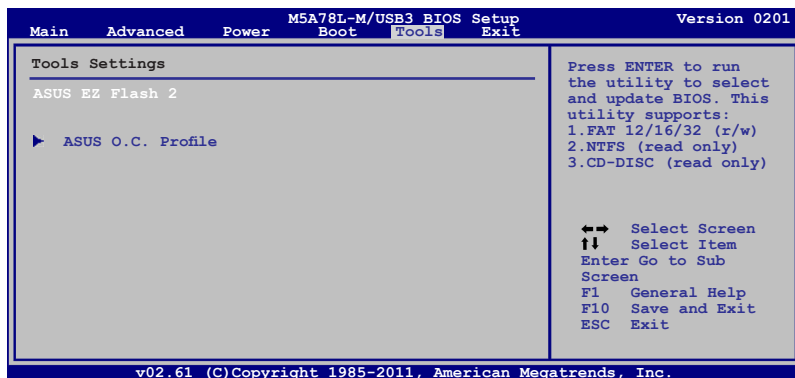 M5A78L-M/USB3 BIOS Setup Version 0201
Main Advanced Power Boot Tools Exit
Tools Settings
ASUS EZ Flash 2
ASUS O.C. Profile
Press ENTER to run
the utility to select
and update BIOS. This
utility supports:
1.FAT 12/16/32 (r/w)
2.NTFS (read only)
3.CD-DISC (read only)
Select Screen
Select Item
Enter Go to Sub
Screen
F1 General Help
F10 Save and Exit
ESC Exit
v02.61 (C)Copyright 1985-2011, American Megatrends, Inc.